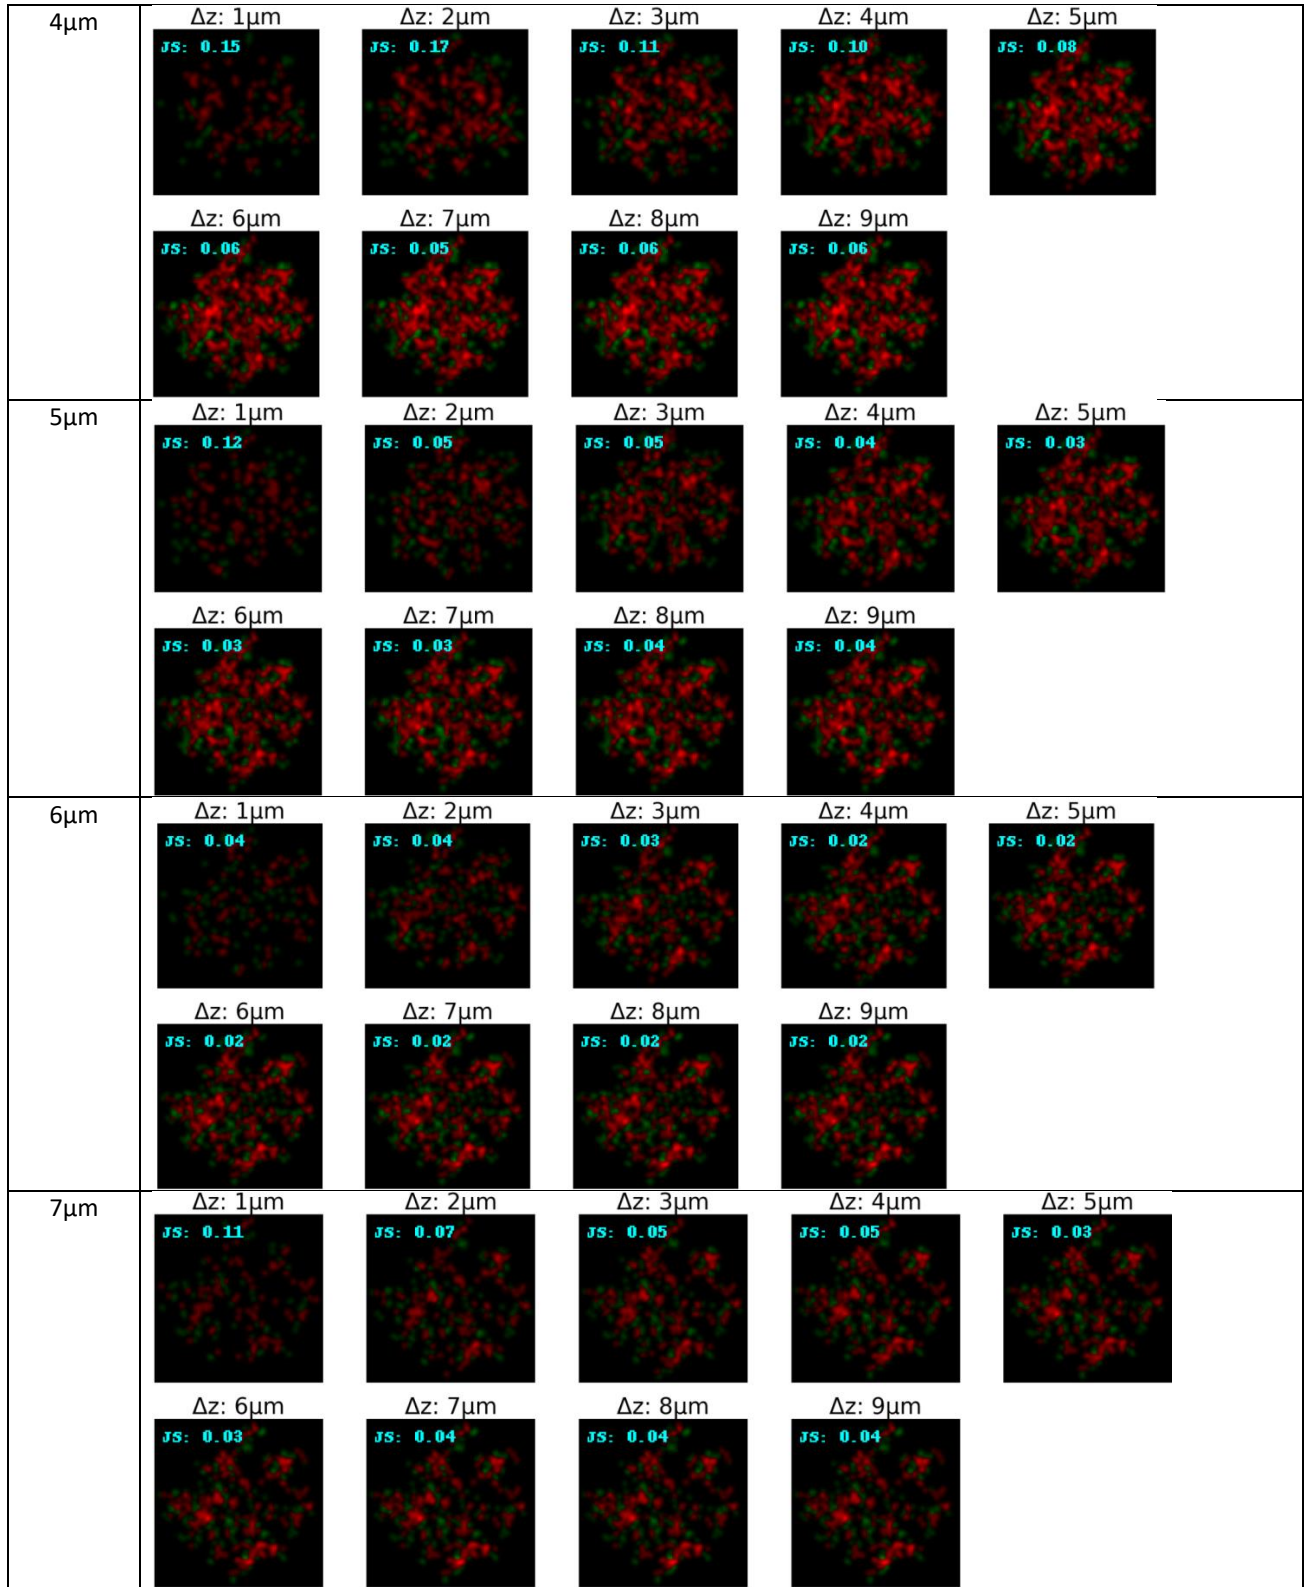 4µm
Δz: 1µm Δz: 2µm Δz: 3µm Δz: 4µm Δz: 5µm
JS: 0.15 JS: 0.17 JS: 0.11 JS: 0.10 JS: 0.08
Δz: 6µm Δz: 7µm Δz: 8µm Δz: 9µm
JS: 0.06 JS: 0.05 JS: 0.06 JS: 0.06
5µm
Δz: 1µm Δz: 2µm Δz: 3µm Δz: 4µm Δz: 5µm
JS: 0.12 JS: 0.05 JS: 0.05 JS: 0.04 JS: 0.03
Δz: 6µm Δz: 7µm Δz: 8µm Δz: 9µm
JS: 0.03 JS: 0.03 JS: 0.04 JS: 0.04
6µm
Δz: 1µm Δz: 2µm Δz: 3µm Δz: 4µm Δz: 5µm
JS: 0.04 JS: 0.04 JS: 0.03 JS: 0.02 JS: 0.02
Δz: 6µm Δz: 7µm Δz: 8µm Δz: 9µm
JS: 0.02 JS: 0.02 JS: 0.02 JS: 0.02
7µm
Δz: 1µm Δz: 2µm Δz: 3µm Δz: 4µm Δz: 5µm
JS: 0.11 JS: 0.07 JS: 0.05 JS: 0.05 JS: 0.03
Δz: 6µm Δz: 7µm Δz: 8µm Δz: 9µm
JS: 0.03 JS: 0.04 JS: 0.04 JS: 0.04